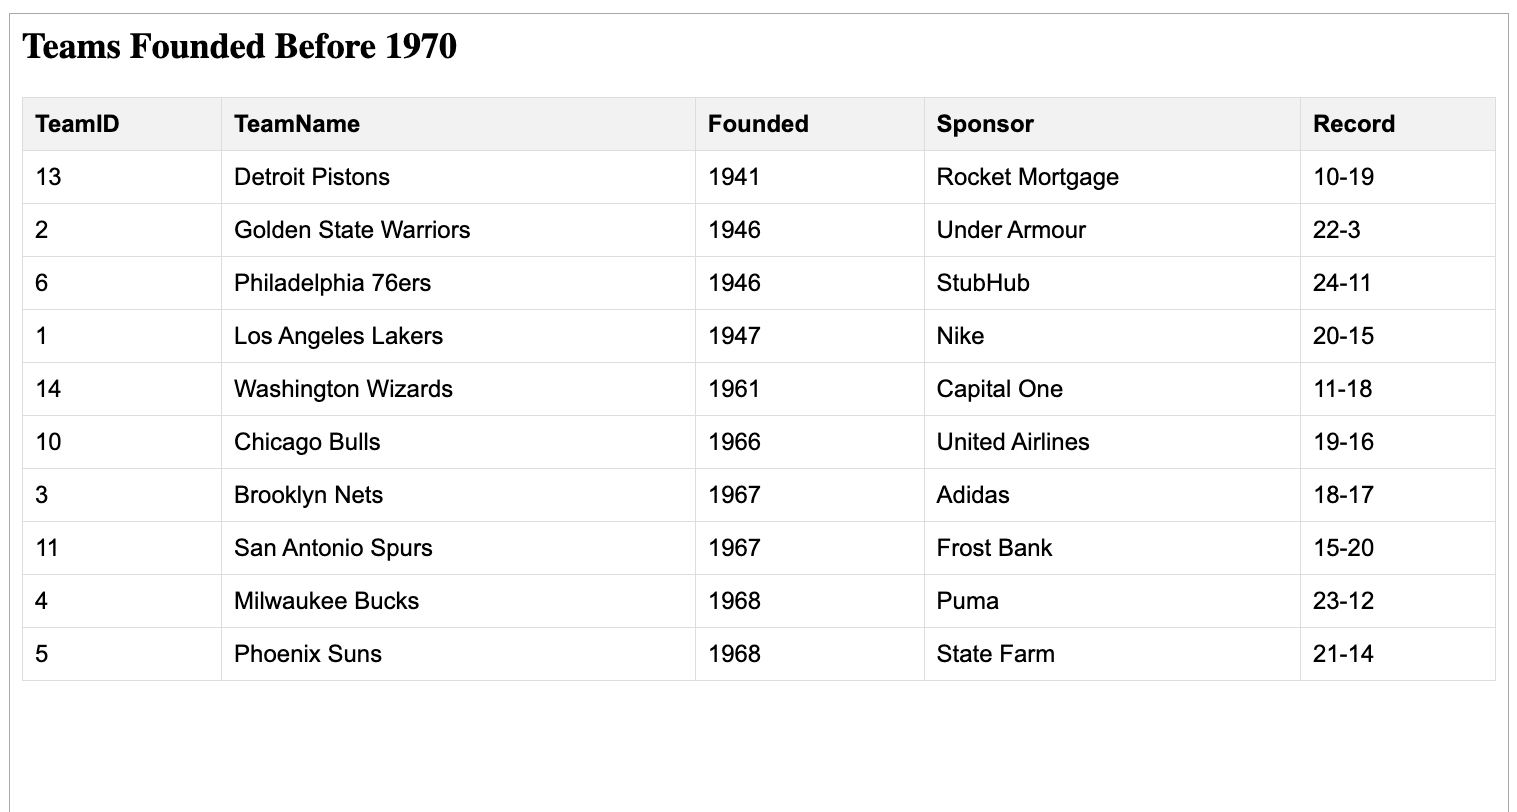 Teams Founded Before 1970
TeamID TeamName Founded Sponsor Record
13 Detroit Pistons 1941 Rocket Mortgage 10-19
2 Golden State Warriors 1946 Under Armour 22-3
6 Philadelphia 76ers 1946 StubHub 24-11
1 Los Angeles Lakers 1947 Nike 20-15
14 Washington Wizards 1961 Capital One 11-18
10 Chicago Bulls 1966 United Airlines 19-16
3 Brooklyn Nets 1967 Adidas 18-17
11 San Antonio Spurs 1967 Frost Bank 15-20
4 Milwaukee Bucks 1968 Puma 23-12
5 Phoenix Suns 1968 State Farm 21-14